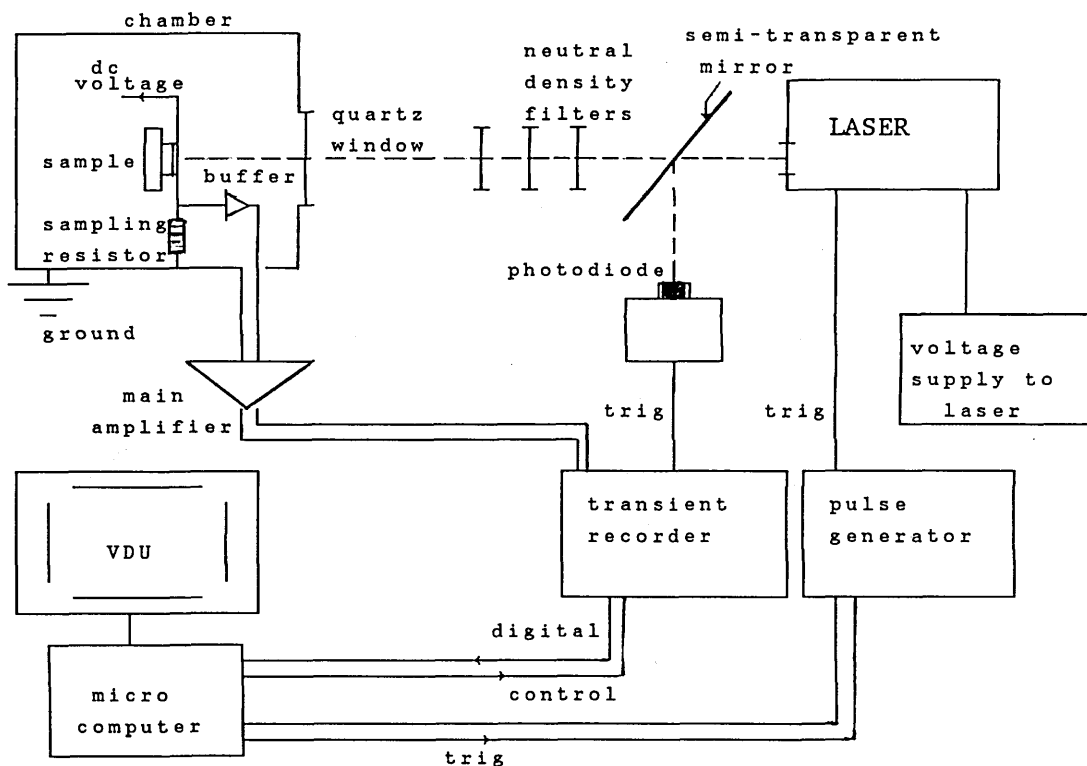 chamber
dc
voltage
sample
buffer
sampling
resistor
ground
quartz
window
neutral
density
filters
semi-transparent
mirror
LASER
photodiode
voltage
supply to
laser
main
amplifier
trig
trig
VDU
transient
recorder
pulse
generator
digital
control
micro
computer
trig